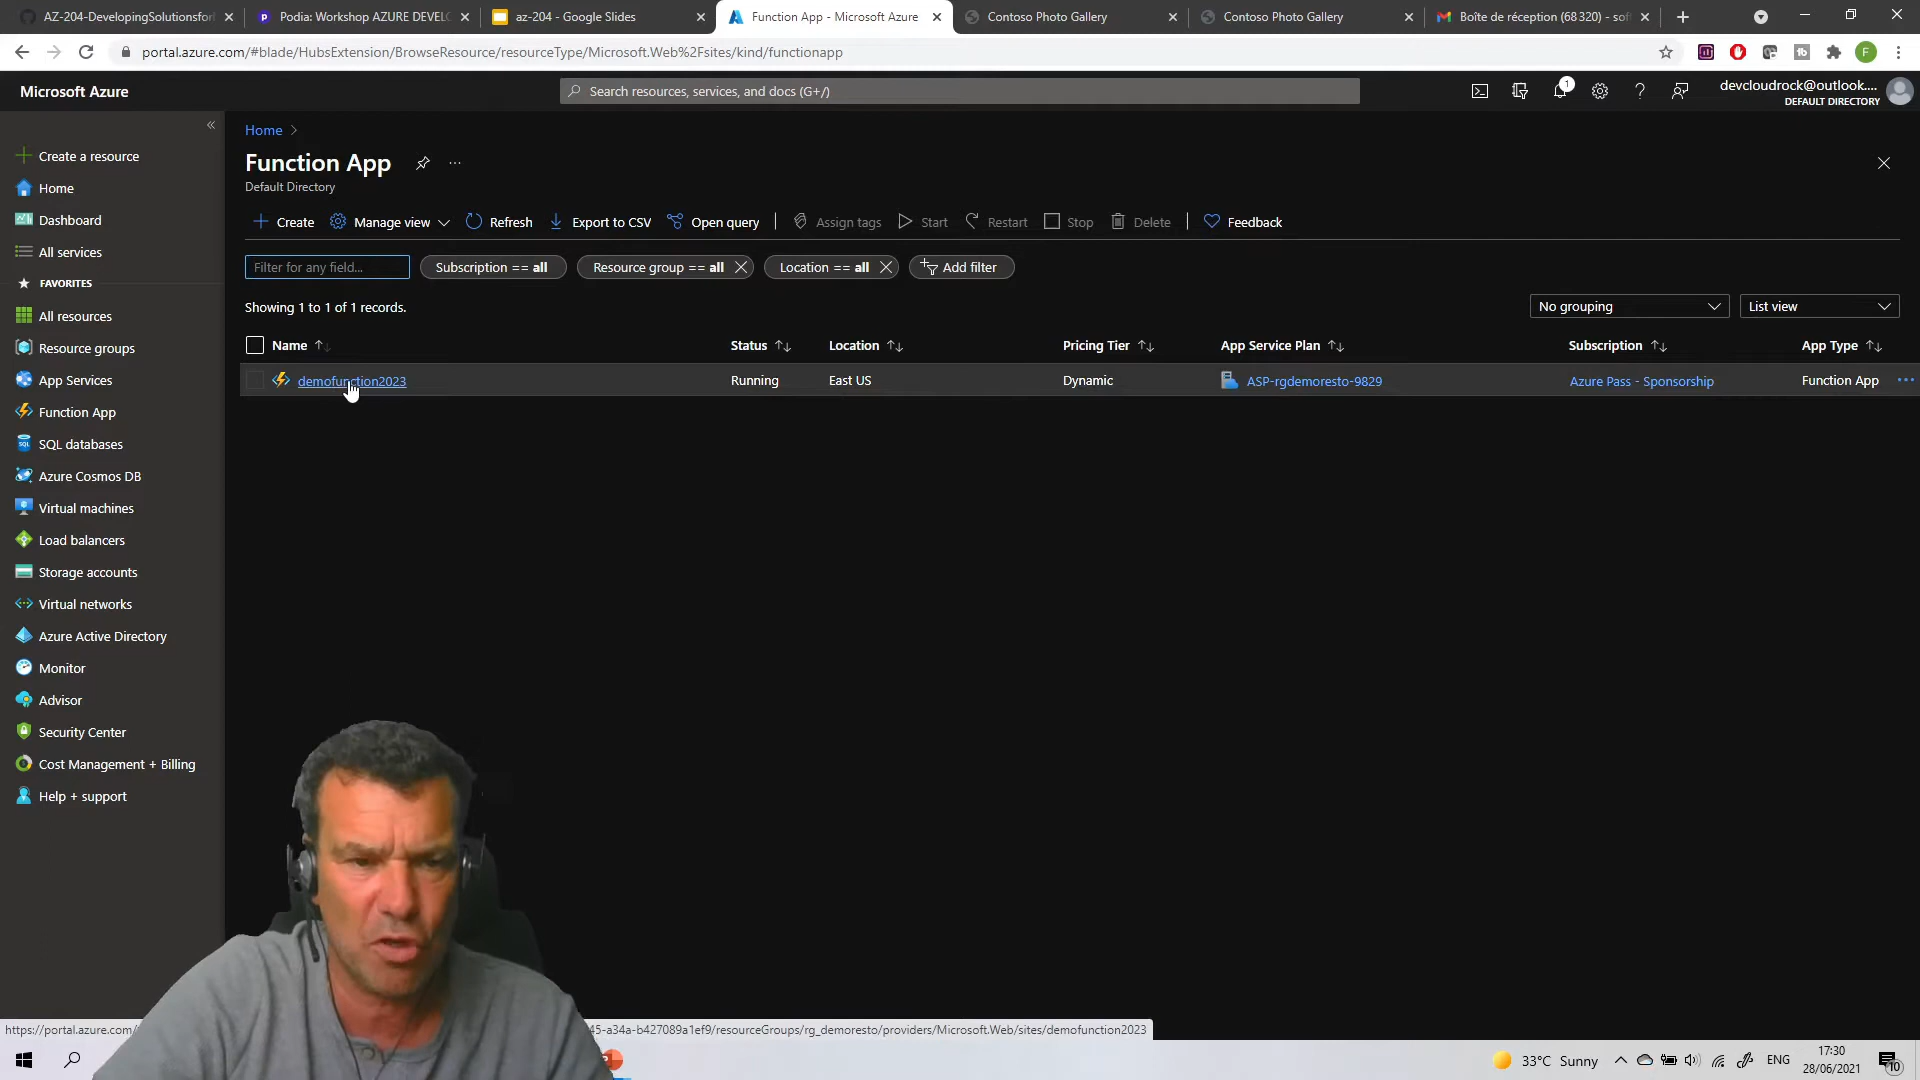 AZ-204-DevelopingSolutionsfor
Podia: Workshop AZURE DEVELO
az-204 - Google Slides
Function App - Microsoft Azure
Contoso Photo Gallery
Contoso Photo Gallery
Boîte de réception (68 320) - sof
portal.azure.com/#blade/HubsExtension/BrowseResource/resourceType/Microsoft.Web%2Fsites/kind/functionapp
F
Microsoft Azure
Search resources, services, and docs (G+/)
1
devcloudrock@outlook....
DEFAULT DIRECTORY
Create a resource
Home
Dashboard
All services
FAVORITES
All resources
Resource groups
App Services
Function App
SQL databases
Azure Cosmos DB
Virtual machines
Load balancers
Storage accounts
Virtual networks
Azure Active Directory
Monitor
Advisor
Security Center
Cost Management + Billing
Help + support
Home
Function App
Default Directory
Create Manage view Refresh Export to CSV Open query Assign tags Start Restart Stop Delete Feedback
Filter for any field... Subscription == all Resource group == all Location == all Add filter
Showing 1 to 1 of 1 records. No grouping List view
Name Status Location Pricing Tier App Service Plan Subscription App Type
demofunction2023 Running East US Dynamic ASP-rgdemoresto-9829 Azure Pass - Sponsorship Function App
https://portal.azure.com/ 45-a34a-b427089a1ef9/resourceGroups/rg_demoresto/providers/Microsoft.Web/sites/demofunction2023
33°C Sunny ENG 17:30
28/06/2021 10